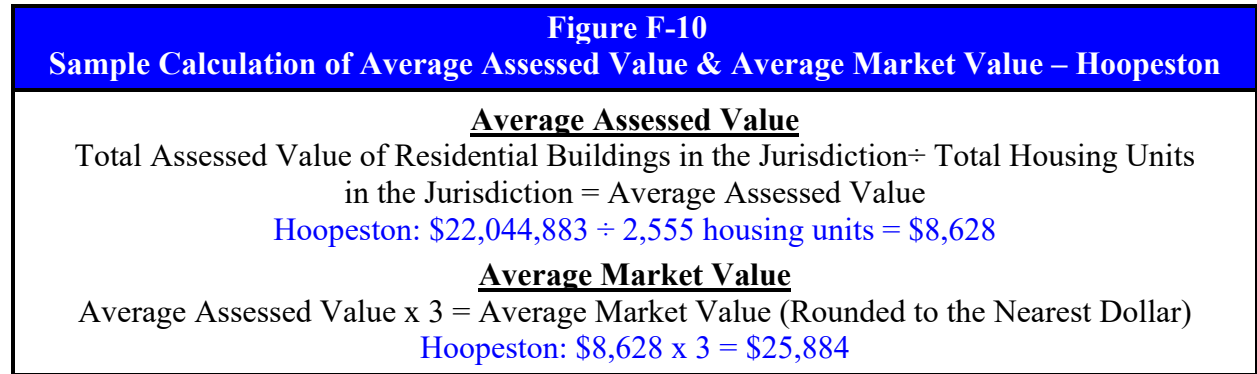 Figure F-10
Sample Calculation of Average Assessed Value & Average Market Value – Hoopeston
Average Assessed Value
Total Assessed Value of Residential Buildings in the Jurisdiction÷ Total Housing Units
in the Jurisdiction = Average Assessed Value
Hoopeston: $22,044,883 ÷ 2,555 housing units = $8,628
Average Market Value
Average Assessed Value x 3 = Average Market Value (Rounded to the Nearest Dollar)
Hoopeston: $8,628 x 3 = $25,884